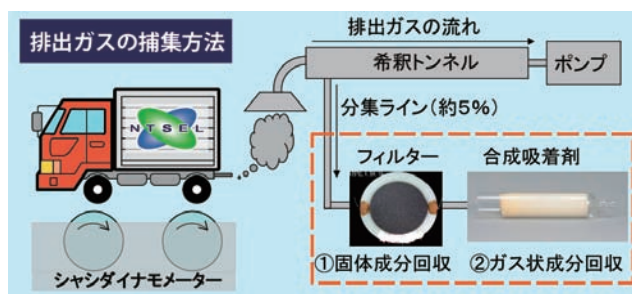 排出ガスの捕集方法
排出ガスの流れ
希釈トンネル
ポンプ
分集ライン(約5%)
NTSEL
フィルター
合成吸着剤
①固体成分回収
②ガス状成分回収
シャシダイナモメーター